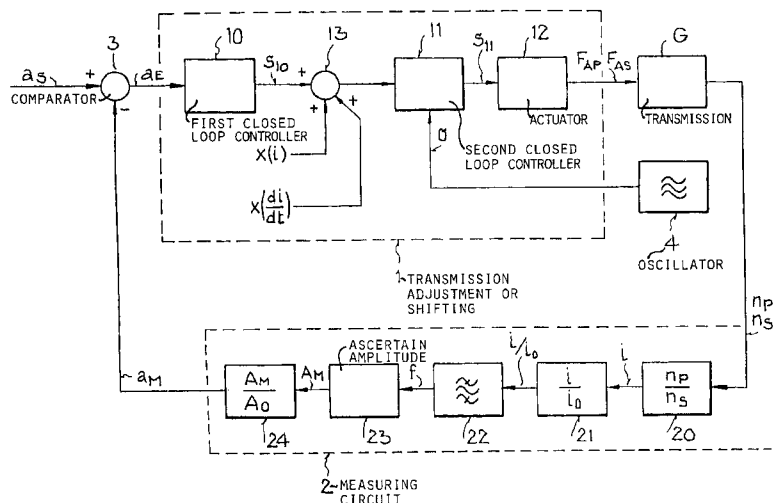 3
10
13
11
12
G
a_S
+
a_E
S_10
+
S_11
F_AP
F_AS
COMPARATOR
-
FIRST CLOSED
LOOP CONTROLLER
+
+
X(i)
X(di/dt)
O
SECOND CLOSED
LOOP CONTROLLER
ACTUATOR
TRANSMISSION
4
OSCILLATOR
1
TRANSMISSION
ADJUSTMENT OR
SHIFTING
n_P
n_S
ASCERTAIN
AMPLITUDE
a_M
A_M/A_O
A_M
f
i/i_0
i/i_0
i
n_P/n_S
24
23
22
21
20
2
MEASURING
CIRCUIT